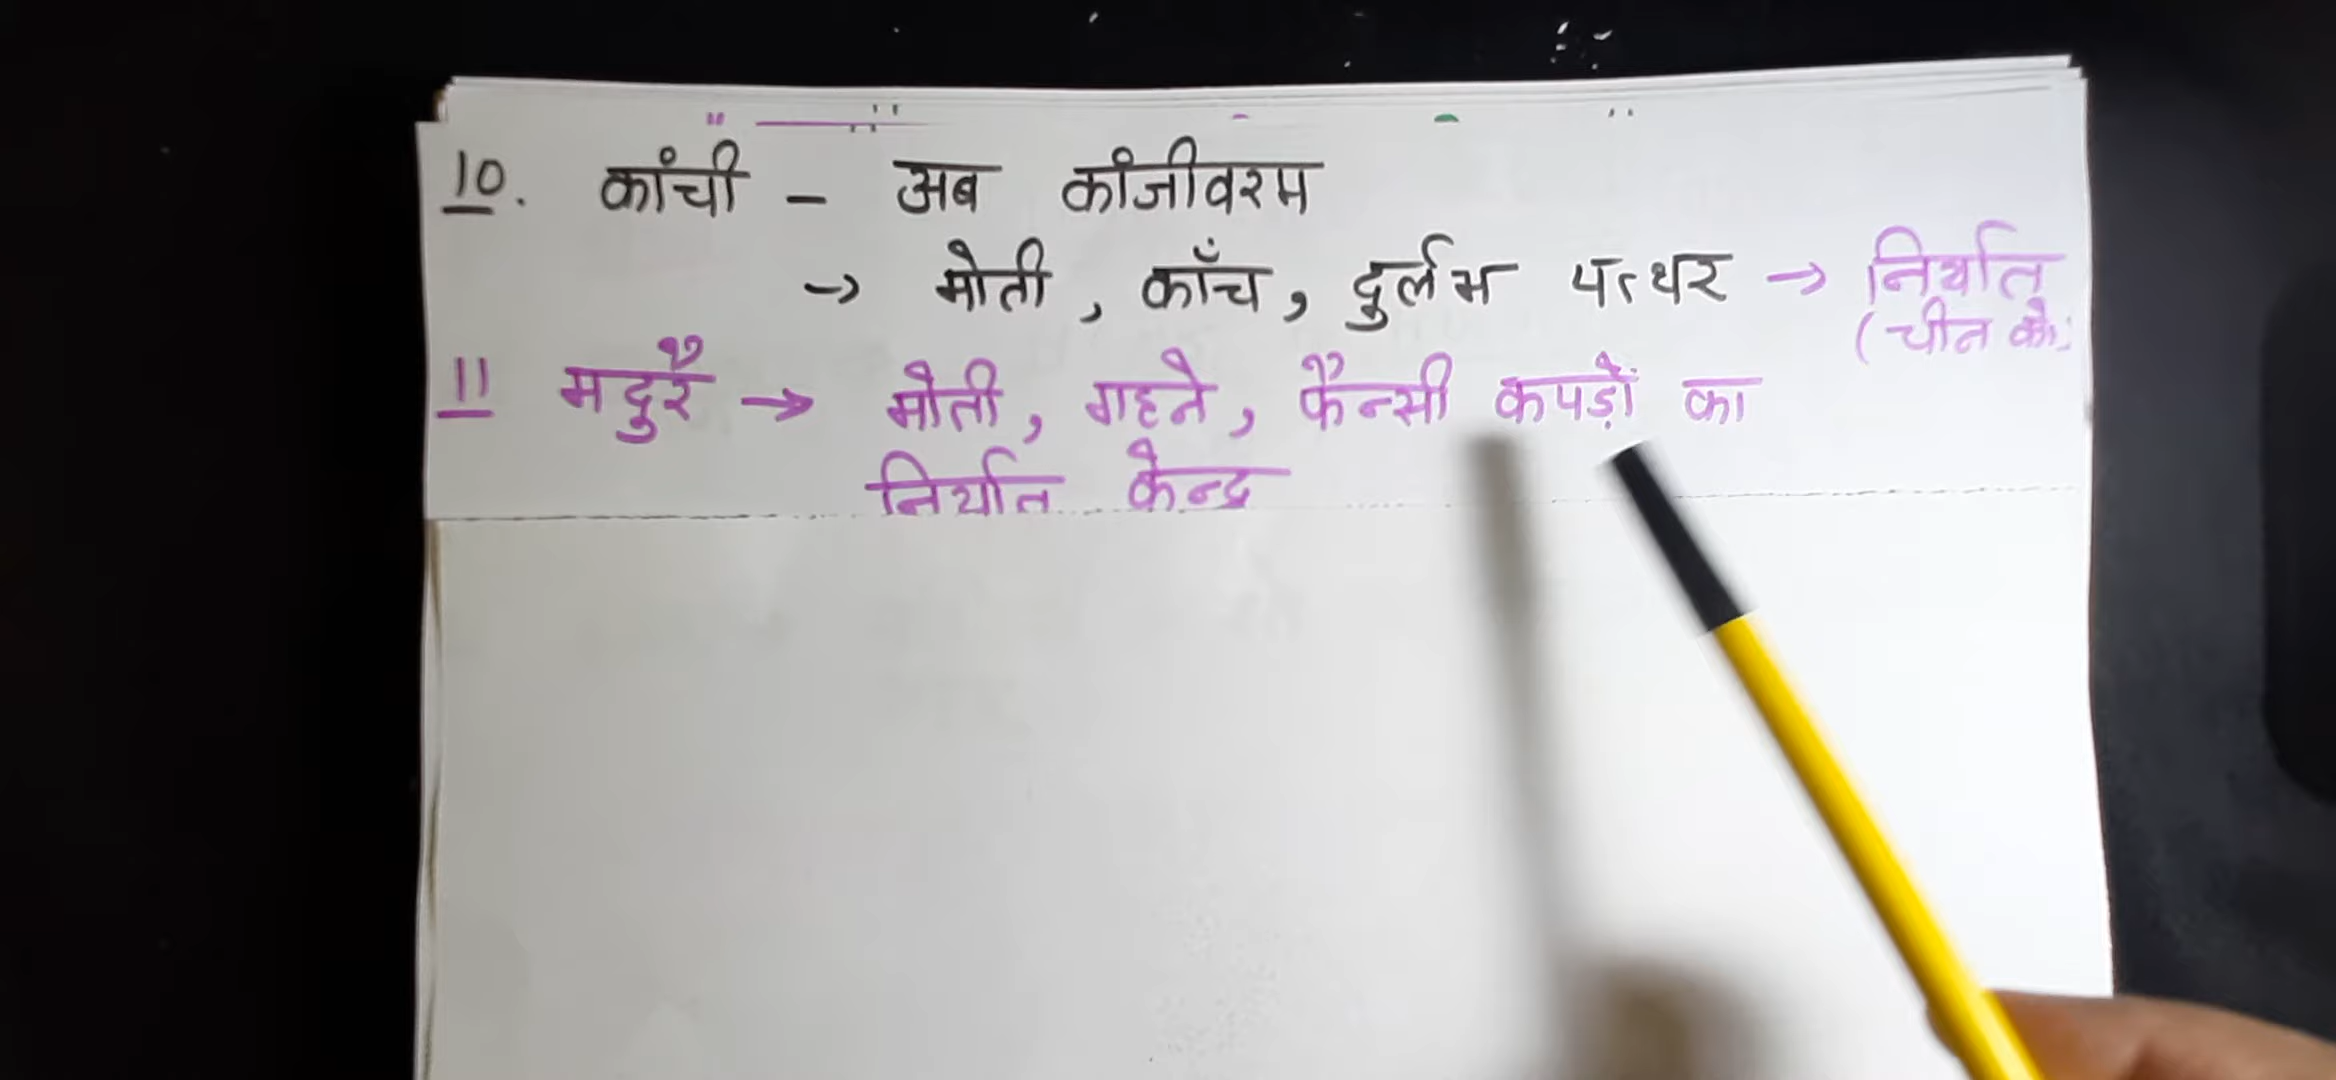 10. कांची - अब कांजीवरम
→ मोती, काँच, दुर्लभ पत्थर → निर्यात
(चीन को)
11 मदुरै → मोती, गहने, फैन्सी कपड़ों का
निर्यात केन्द्र